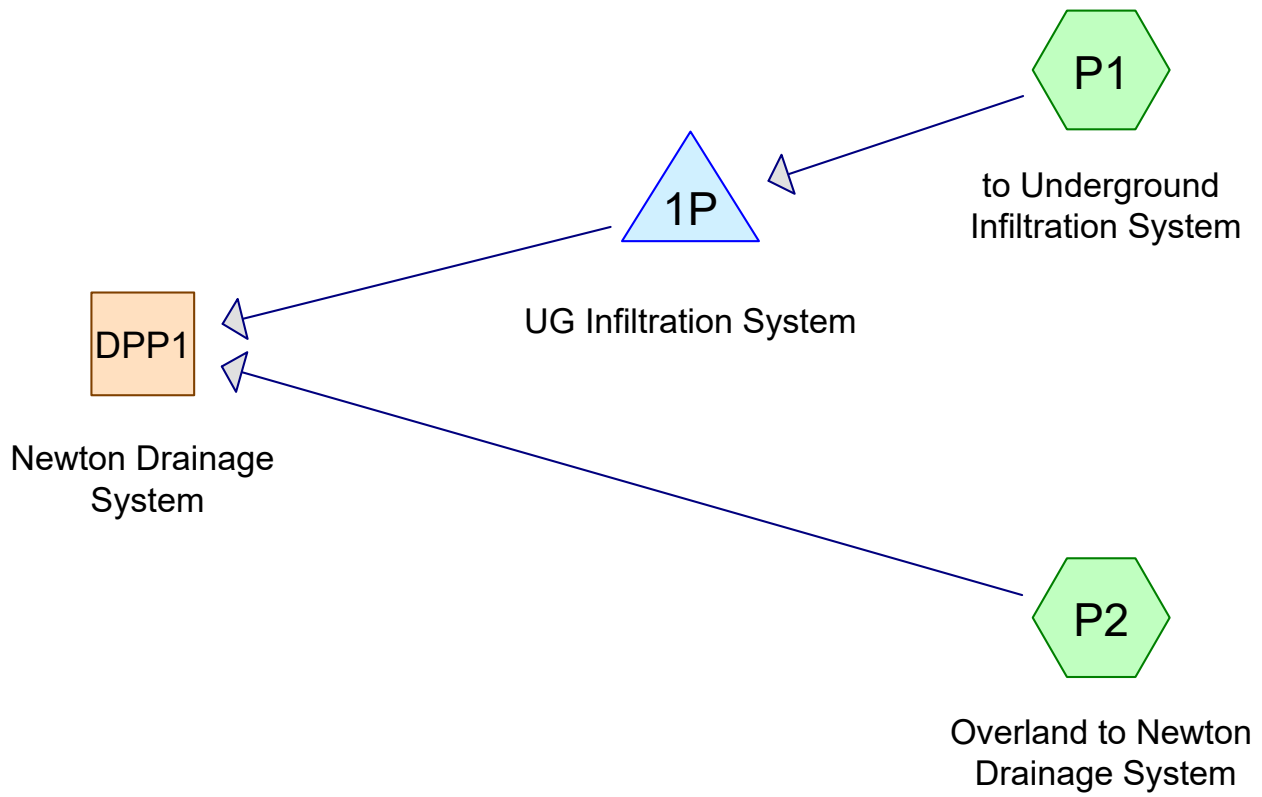 P1
to Underground
Infiltration System
1P
UG Infiltration System
DPP1
Newton Drainage
System
P2
Overland to Newton
Drainage System